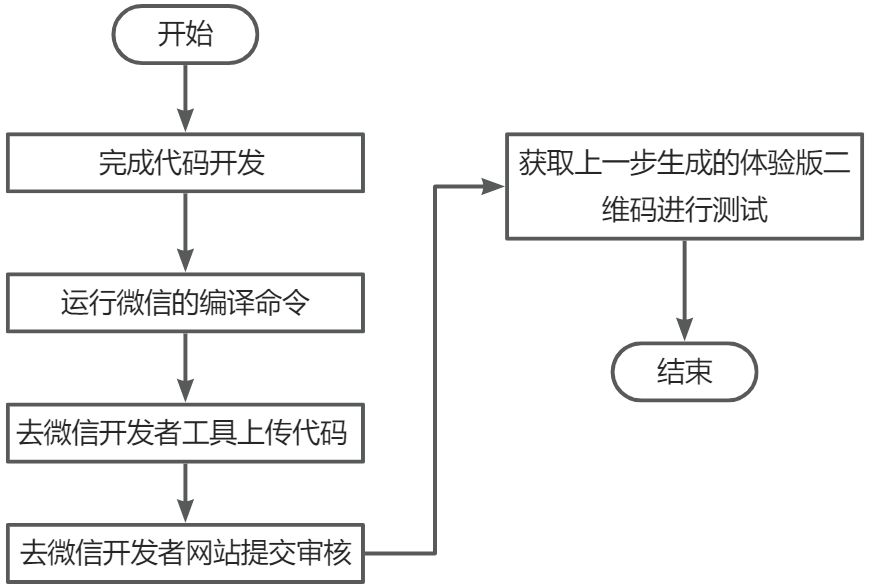 开始
完成代码开发
运行微信的编译命令
去微信开发者工具上传代码
去微信开发者网站提交审核
获取上一步生成的体验版二
维码进行测试
结束